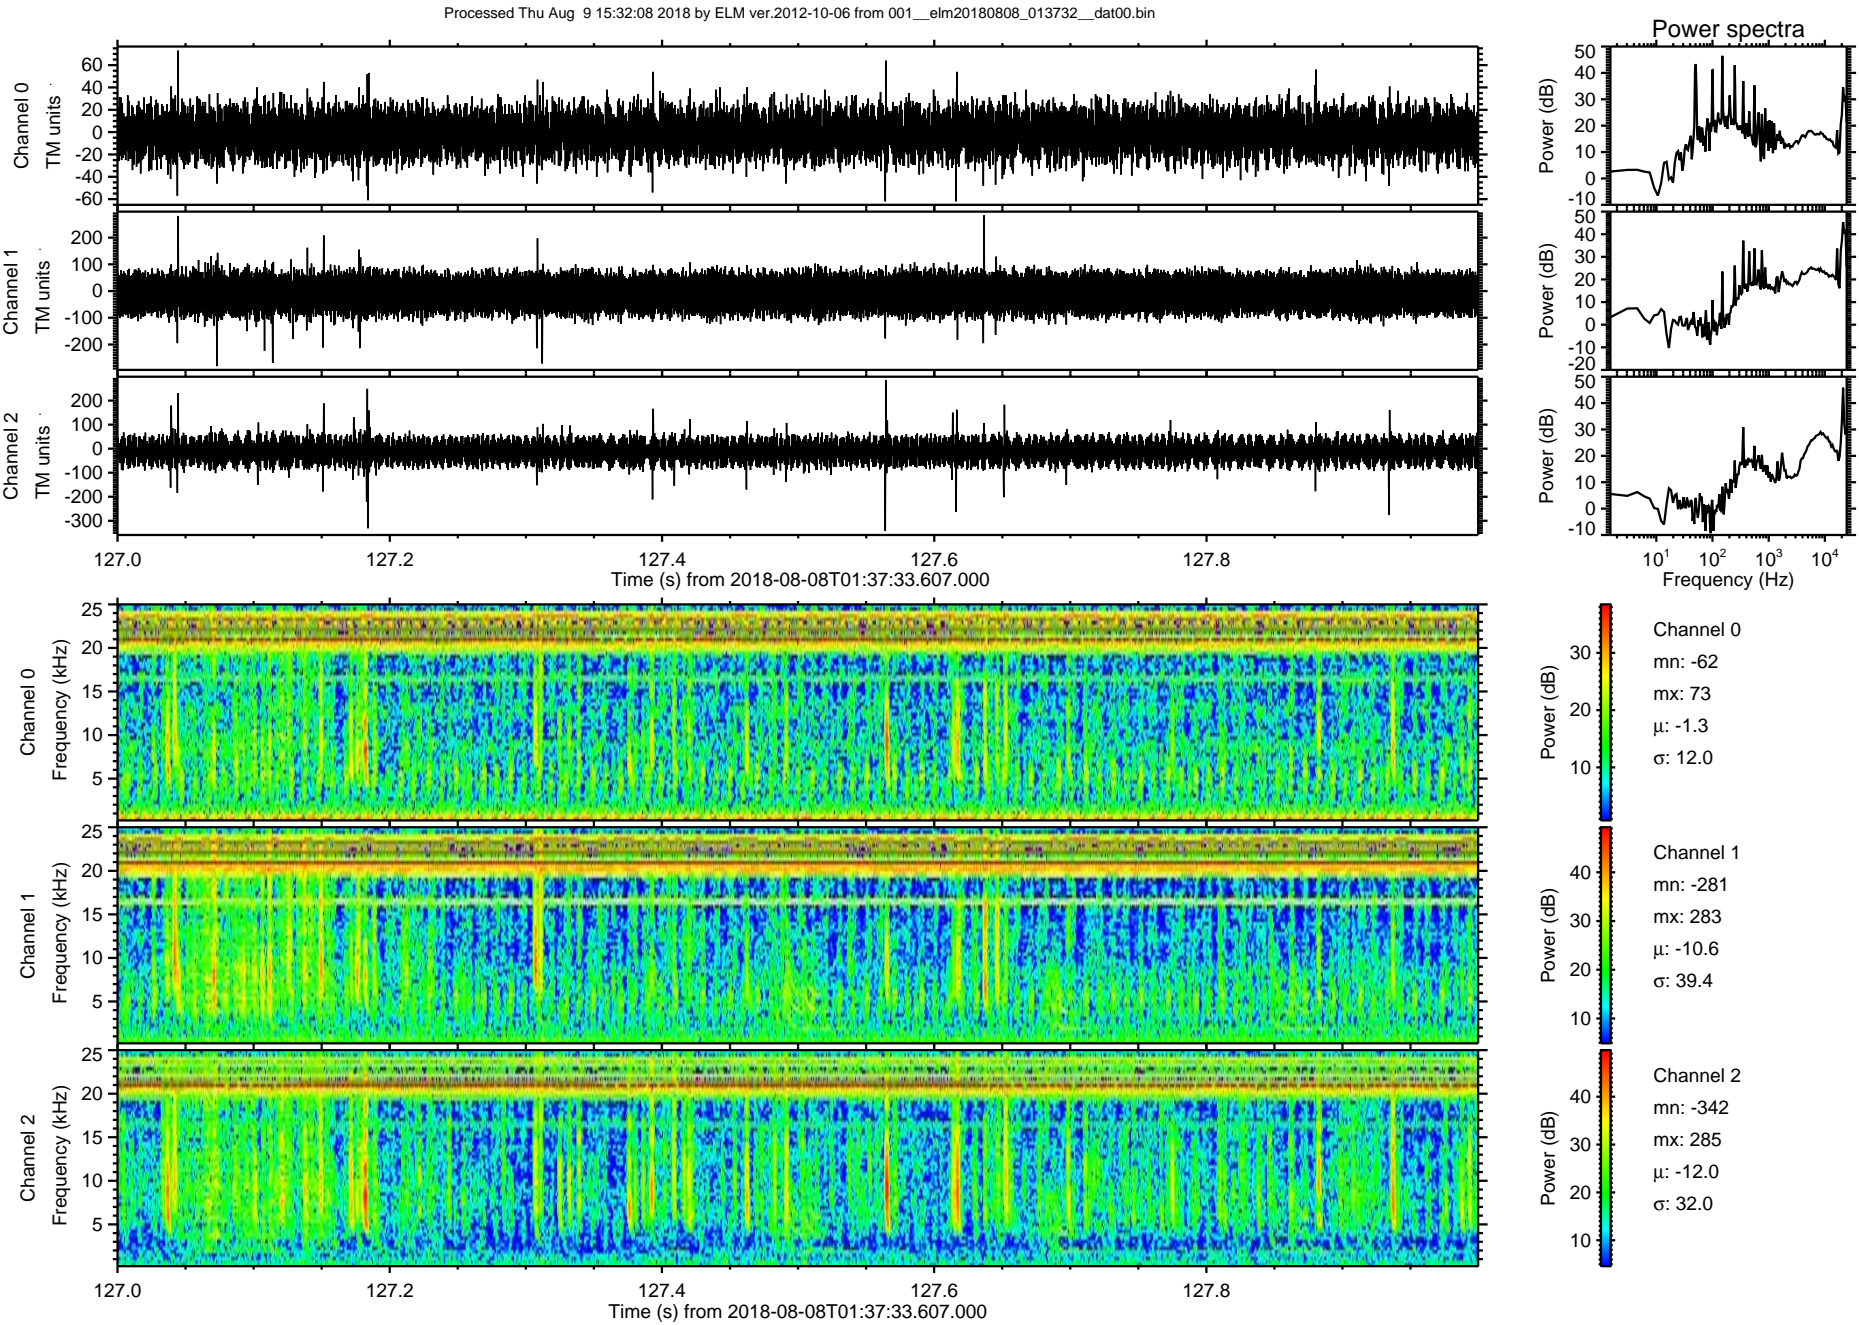 Processed Thu Aug  9 15:32:08 2018 by ELM ver.2012-10-06 from 001__elm20180808_013732__dat00.bin
Power spectra
Channel 0
TM units
60
40
20
0
-20
-40
-60
Power (dB)
50
40
30
20
10
0
-10
Channel 1
TM units
200
100
0
-100
-200
Power (dB)
50
40
30
20
10
0
-10
-20
Channel 2
TM units
200
100
0
-100
-200
-300
Power (dB)
50
40
30
20
10
0
-10
127.0 127.2 127.4 127.6 127.8
Time (s) from 2018-08-08T01:37:33.607.000
10^1 10^2 10^3 10^4
Frequency (Hz)
Channel 0
Frequency (kHz)
25
20
15
10
5
Power (dB)
30
20
10
Channel 0
mn: -62
mx: 73
μ: -1.3
σ: 12.0
Channel 1
Frequency (kHz)
25
20
15
10
5
Power (dB)
40
30
20
10
Channel 1
mn: -281
mx: 283
μ: -10.6
σ: 39.4
Channel 2
Frequency (kHz)
25
20
15
10
5
Power (dB)
40
30
20
10
Channel 2
mn: -342
mx: 285
μ: -12.0
σ: 32.0
127.0 127.2 127.4 127.6 127.8
Time (s) from 2018-08-08T01:37:33.607.000